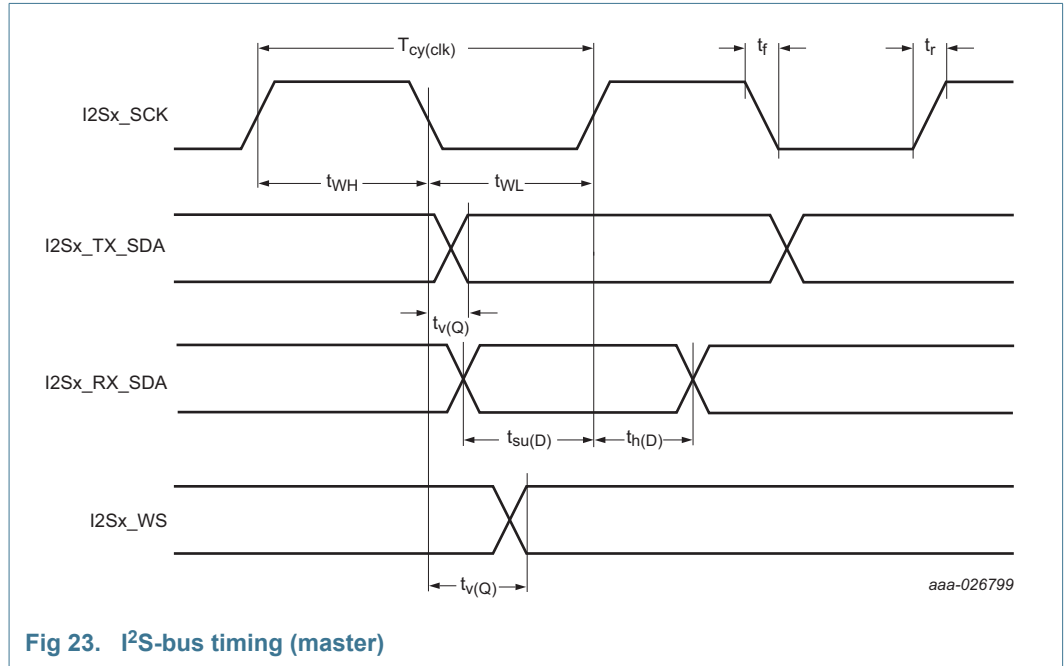 Tcy(clk) tf tr
I2Sx_SCK
tWH tWL
I2Sx_TX_SDA
tv(Q)
I2Sx_RX_SDA
tsu(D) th(D)
I2Sx_WS
tv(Q)
aaa-026799
Fig 23. I²S-bus timing (master)